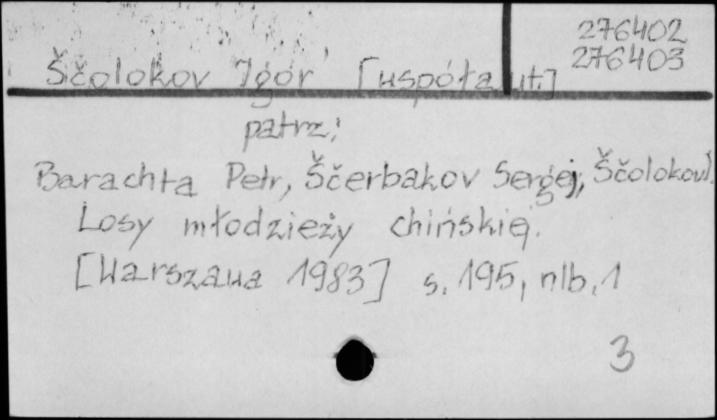 276402
276403
Ščolokov Igor [współaut.]
patrz:
Barachta Petr, Ščerbakov Sergej, Ščolokov I.
Losy młodzieży chińskiej.
[Warszawa 1983] s. 195, nlb. 1
3